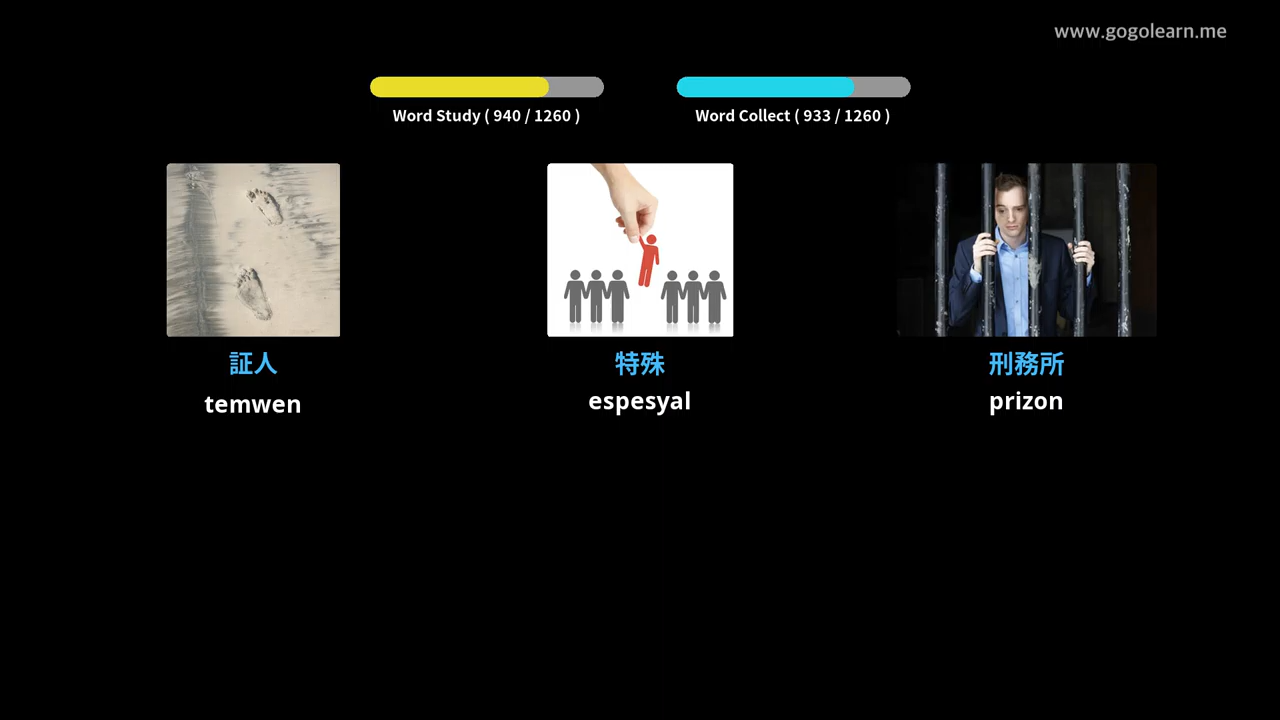 www.gogolearn.me
Word Study ( 940 / 1260 )
Word Collect ( 933 / 1260 )
証人
temwen
特殊
espesyal
刑務所
prizon